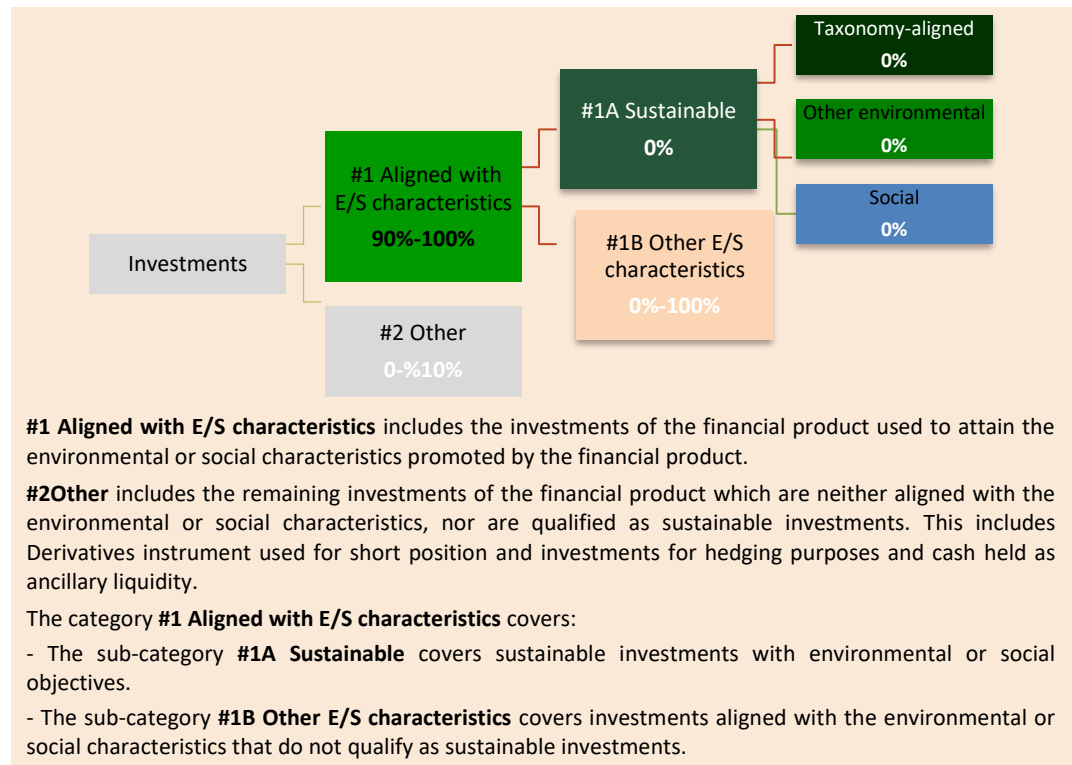 Taxonomy-aligned
0%
#1A Sustainable
0%
Other environmental
0%
#1 Aligned with
E/S characteristics
90%-100%
Social
0%
#1B Other E/S
characteristics
0%-100%
Investments
#2 Other
0-%10%
#1 Aligned with E/S characteristics includes the investments of the financial product used to attain the
environmental or social characteristics promoted by the financial product.
#2Other includes the remaining investments of the financial product which are neither aligned with the
environmental or social characteristics, nor are qualified as sustainable investments. This includes
Derivatives instrument used for short position and investments for hedging purposes and cash held as
ancillary liquidity.
The category #1 Aligned with E/S characteristics covers:
- The sub-category #1A Sustainable covers sustainable investments with environmental or social
objectives.
- The sub-category #1B Other E/S characteristics covers investments aligned with the environmental or
social characteristics that do not qualify as sustainable investments.